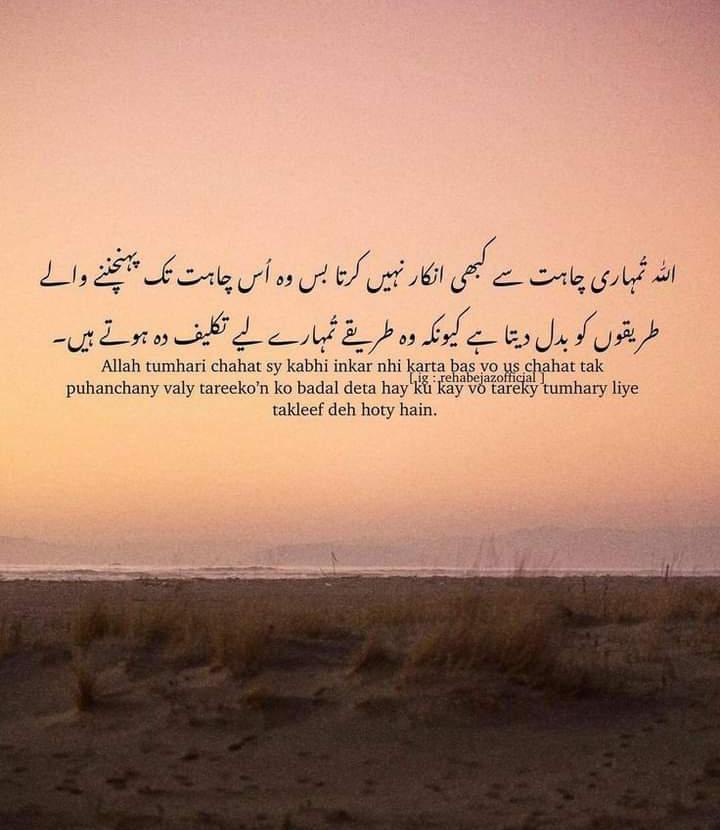 اللہ تُمہاری چاہت سے کبھی انکار نہیں کرتا بس وہ اُس چاہت تک پہنچنے والے
طریقوں کو بدل دیتا ہے کیونکہ وہ طریقے تُمہارے لیے تکلیف دہ ہوتے ہیں۔
Allah tumhari chahat sy kabhi inkar nhi karta bas vo us chahat tak
[ ig : rehabejazofficial ]
puhanchany valy tareeko'n ko badal deta hay ku kay vo tareky tumhary liye
takleef deh hoty hain.